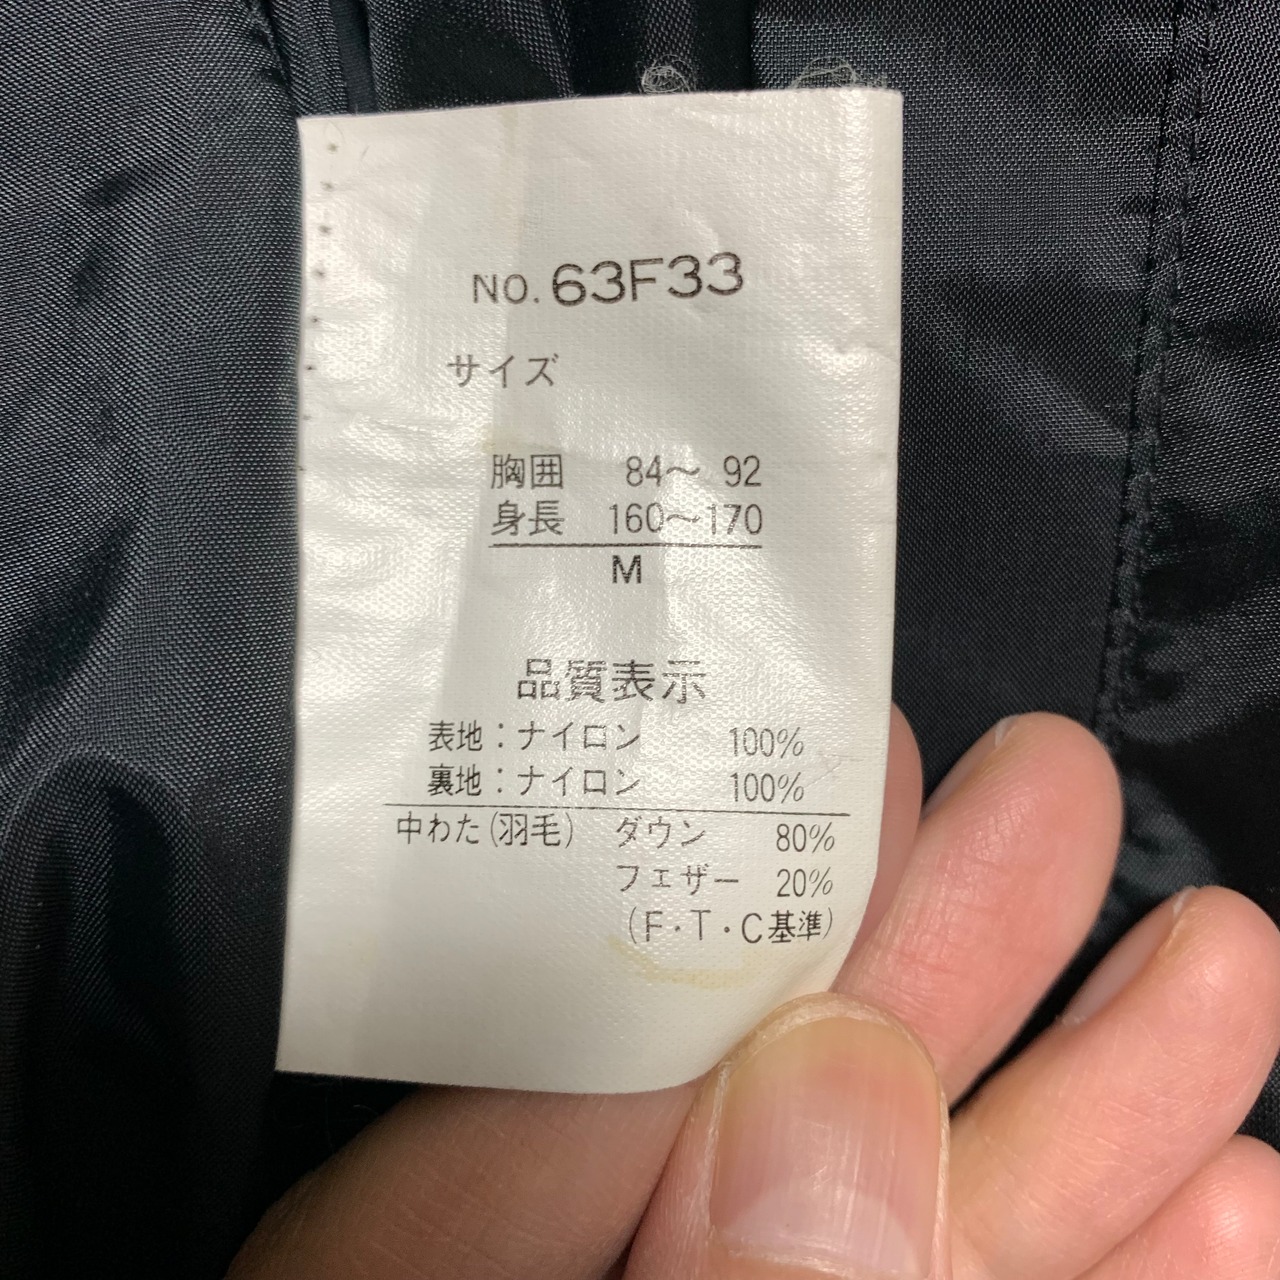 NO. 63F33
サイズ
胸囲 84〜 92
身長 160〜170
M
品質表示
表地：ナイロン 100%
裏地：ナイロン 100%
中わた(羽毛) ダウン 80%
フェザー 20%
(F・T・C基準)